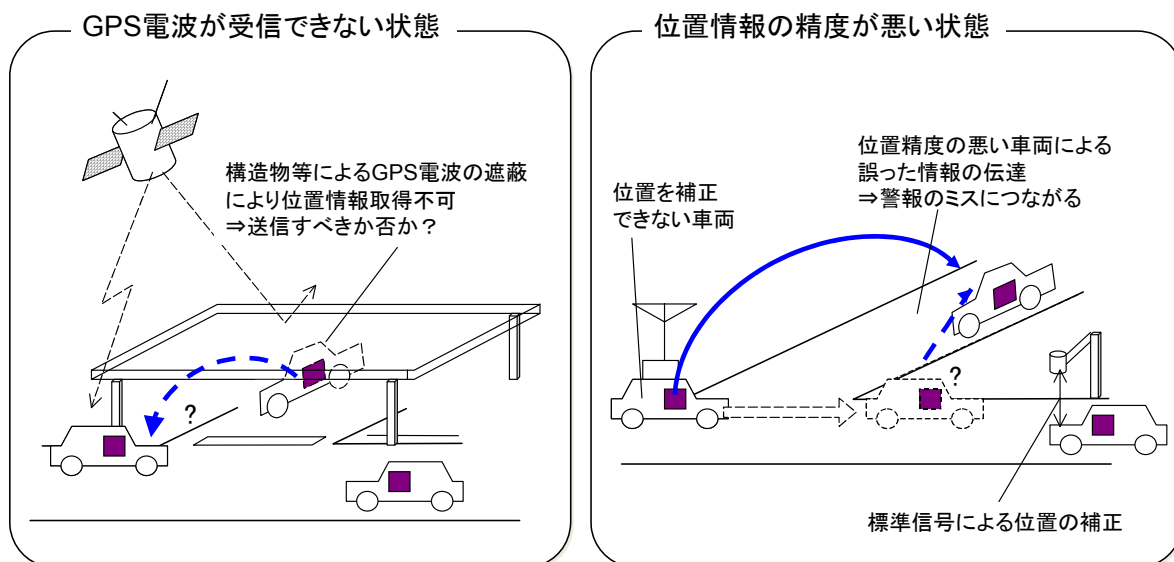 GPS電波が受信できない状態
構造物等によるGPS電波の遮蔽
により位置情報取得不可
⇒送信すべきか否か？
?
位置情報の精度が悪い状態
位置精度の悪い車両による
誤った情報の伝達
⇒警報のミスにつながる
位置を補正
できない車両
?
標準信号による位置の補正